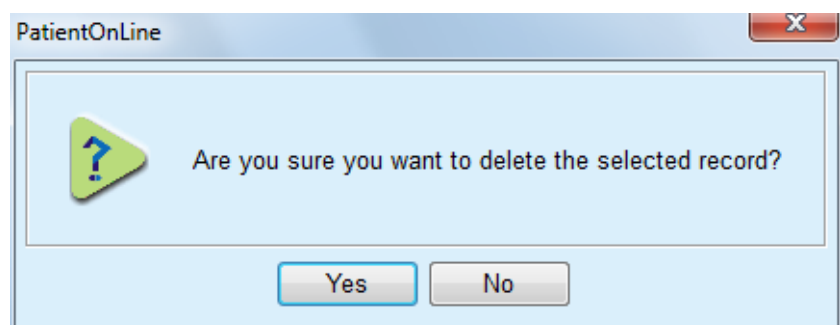 PatientOnLine
Are you sure you want to delete the selected record?
Yes No